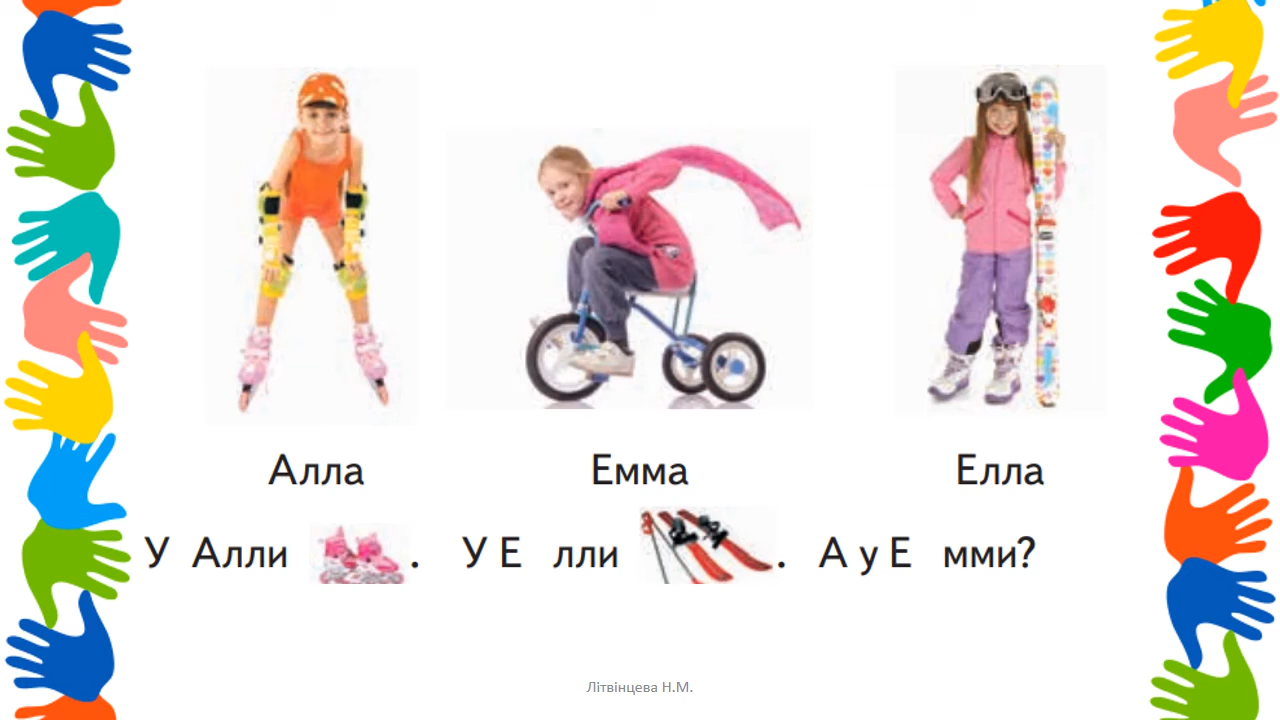 Алла Емма Елла
У Алли . У Е лли . А у Е мми?
Літвінцева Н.М.